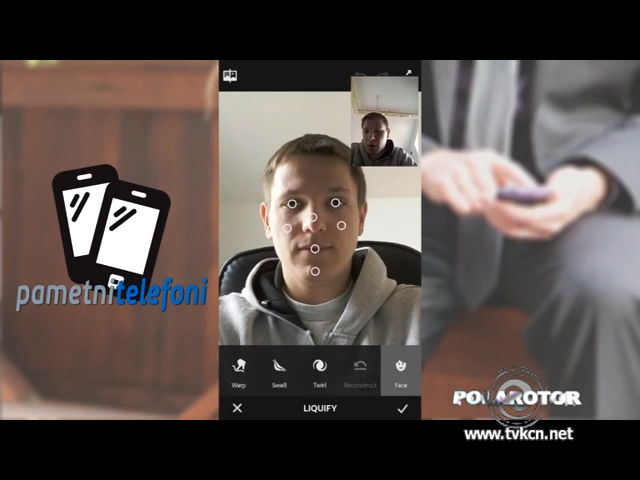 pametnitelefoni
Warp
Swell
Twirl
Reconstruct
Face
LIQUIFY
POLAROTOR
www.tvkcn.net